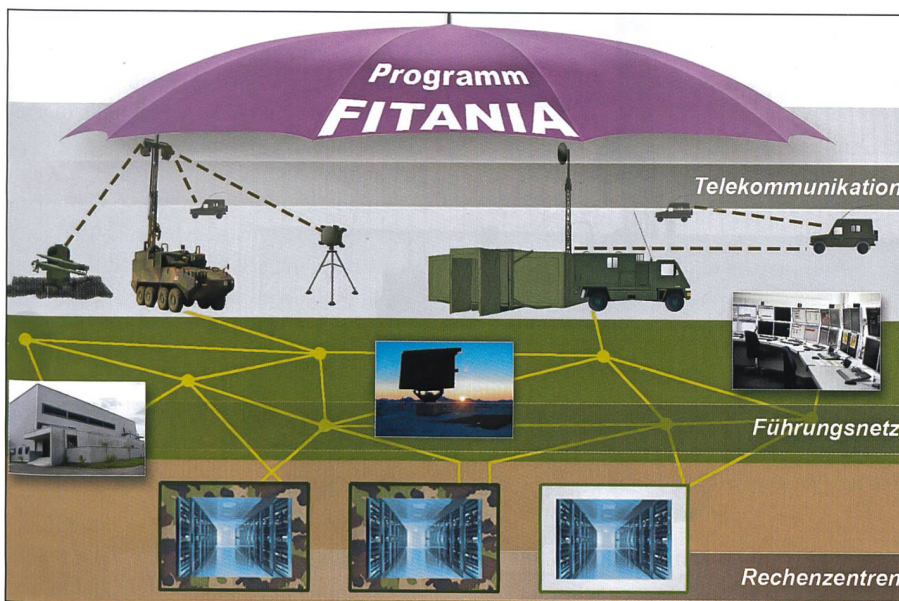 Programm
FITANIA
Telekommunikation
Führungsnetz
Rechenzentren